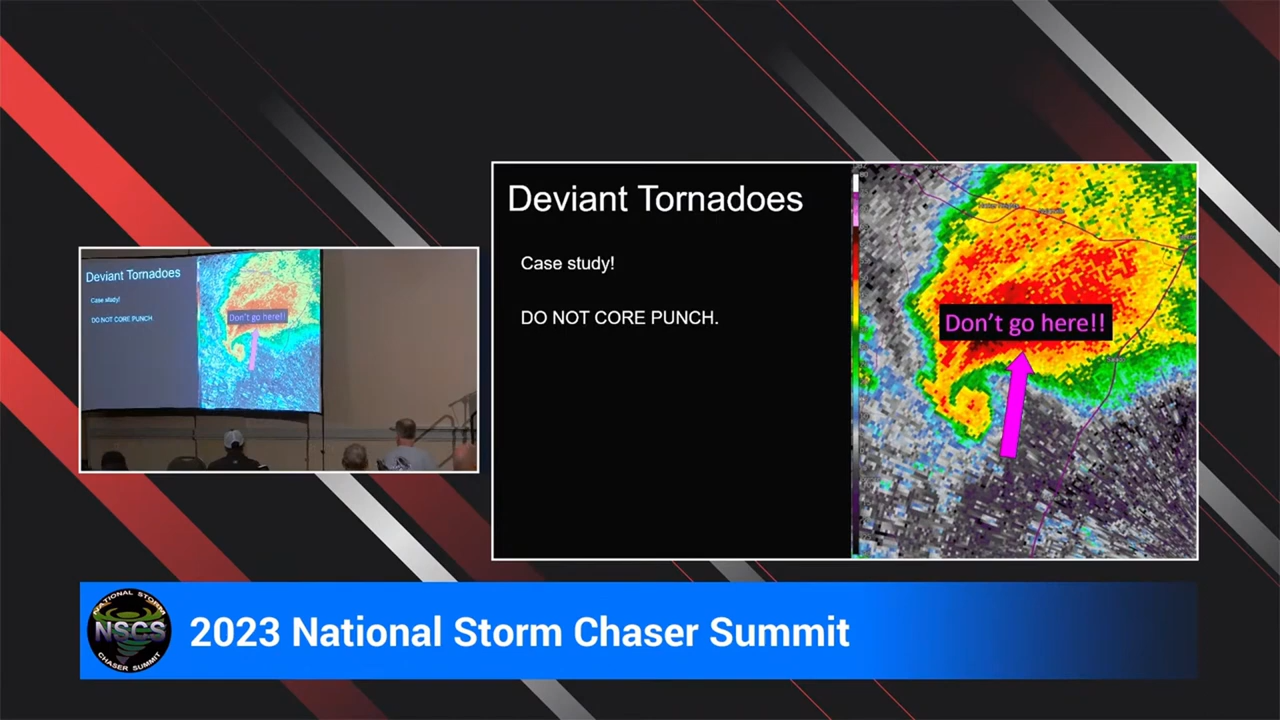 Deviant Tornadoes
Case study!
DO NOT CORE PUNCH.
Don't go here!!
Deviant Tornadoes
Case study!
DO NOT CORE PUNCH.
Don't go here!!
NATIONAL STORM
NSCS
CHASER SUMMIT
2023 National Storm Chaser Summit